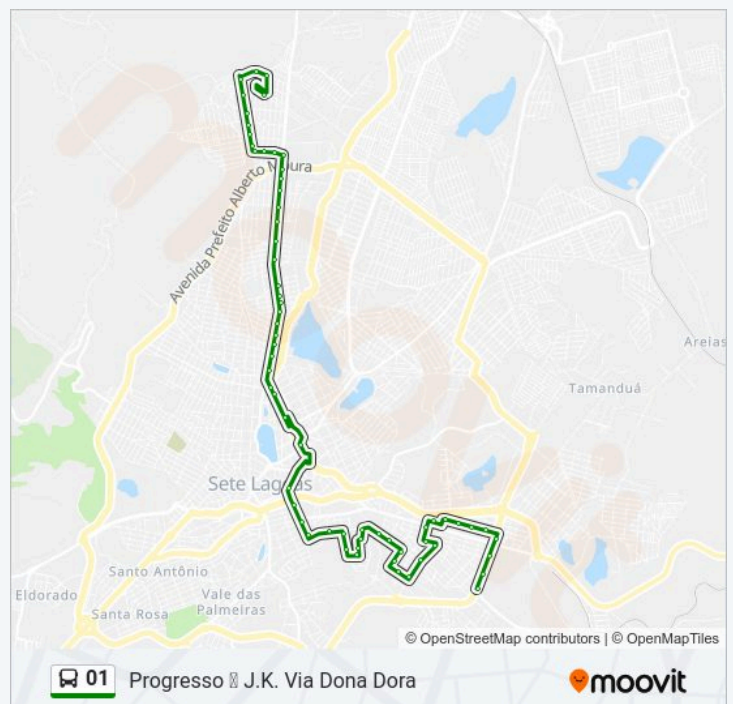 Avenida Prefeito Alberto Moura
Areias
Tamanduá
Sete Lagoas
Santo Antônio
Eldorado
Vale das
Palmeiras
Santa Rosa
© OpenStreetMap contributors | © OpenMapTiles
01 Progresso ▯ J.K. Via Dona Dora
moovit